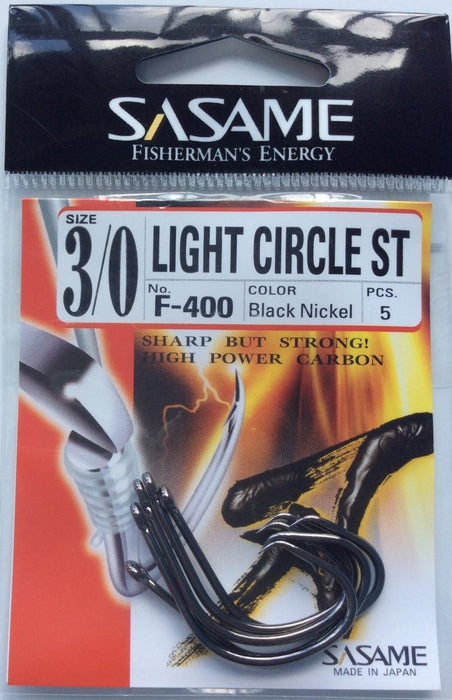 SASAME
FISHERMAN'S ENERGY
SIZE
3/0
LIGHT CIRCLE ST
No.
F-400
COLOR
Black Nickel
PCS.
5
SHARP BUT STRONG!
HIGH POWER CARBON
SASAME
MADE IN JAPAN